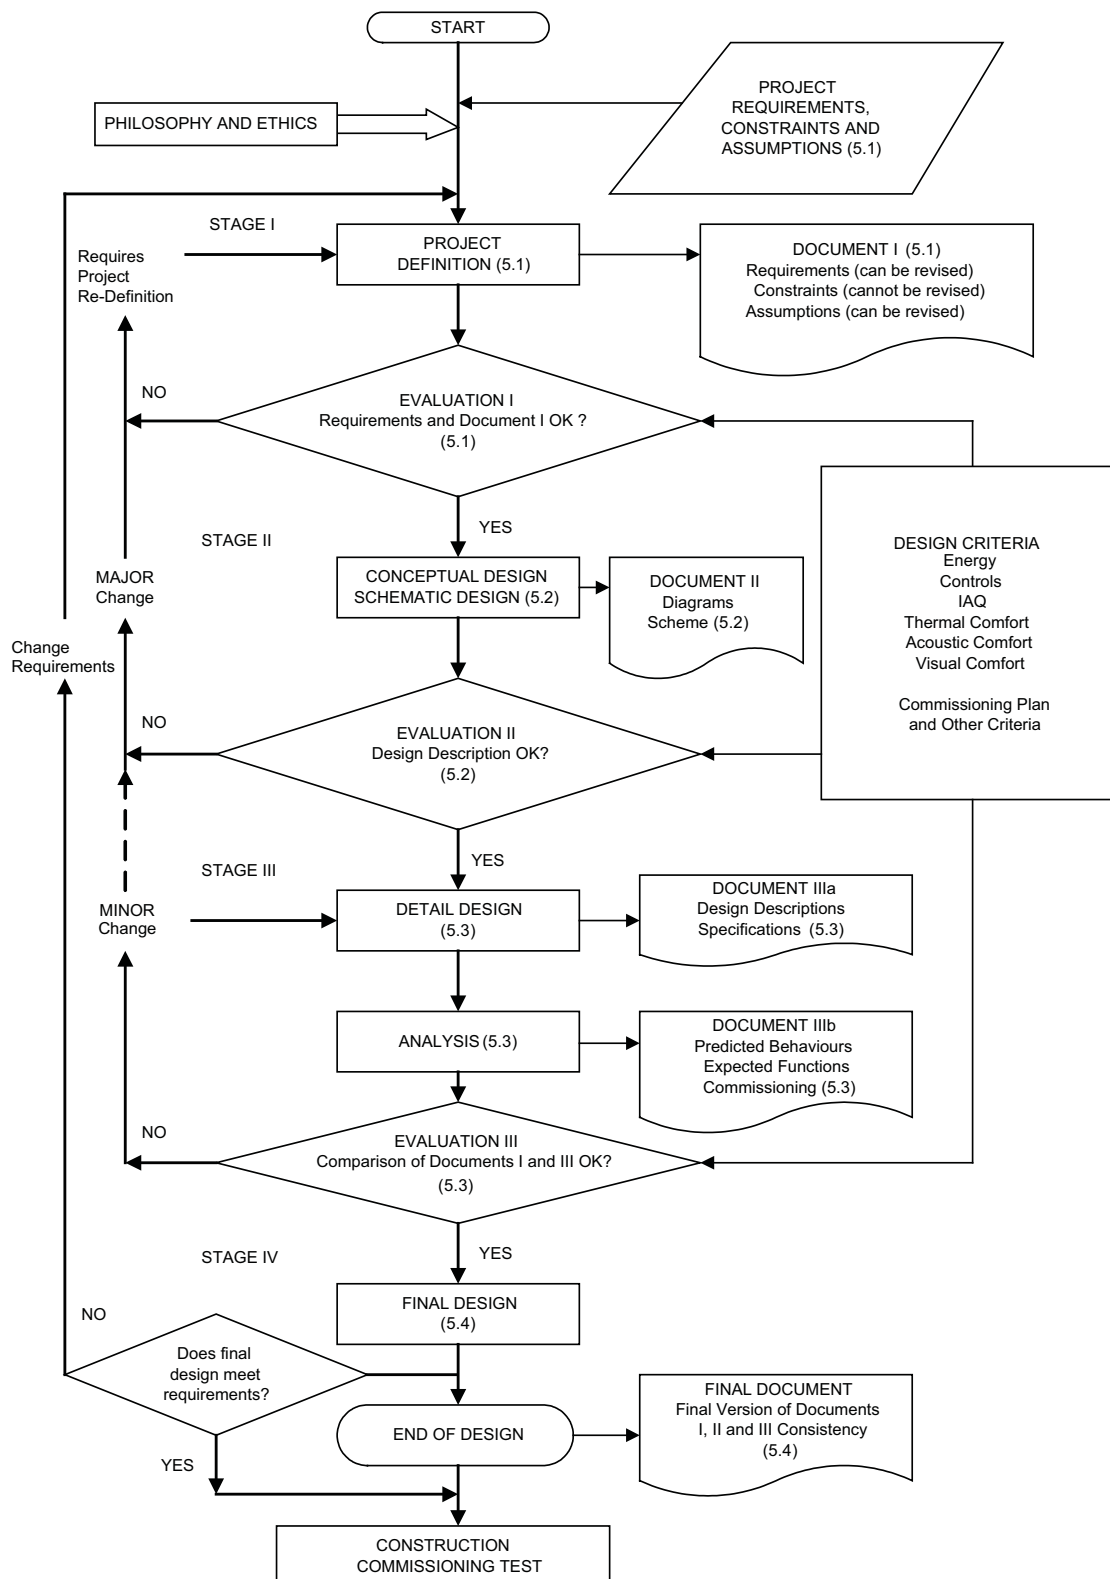 START
PROJECT
REQUIREMENTS,
CONSTRAINTS AND
ASSUMPTIONS (5.1)
PHILOSOPHY AND ETHICS
STAGE I
Requires
Project
Re-Definition
PROJECT
DEFINITION (5.1)
DOCUMENT I (5.1)
Requirements (can be revised)
Constraints (cannot be revised)
Assumptions (can be revised)
NO
EVALUATION I
Requirements and Document I OK ?
(5.1)
YES
STAGE II
MAJOR
Change
CONCEPTUAL DESIGN
SCHEMATIC DESIGN (5.2)
DOCUMENT II
Diagrams
Scheme (5.2)
DESIGN CRITERIA
Energy
Controls
IAQ
Thermal Comfort
Acoustic Comfort
Visual Comfort
Commissioning Plan
and Other Criteria
Change
Requirements
NO
EVALUATION II
Design Description OK?
(5.2)
YES
STAGE III
MINOR
Change
DETAIL DESIGN
(5.3)
DOCUMENT IIIa
Design Descriptions
Specifications (5.3)
ANALYSIS (5.3)
DOCUMENT IIIb
Predicted Behaviours
Expected Functions
Commissioning (5.3)
NO
EVALUATION III
Comparison of Documents I and III OK?
(5.3)
YES
STAGE IV
FINAL DESIGN
(5.4)
NO
Does final
design meet
requirements?
FINAL DOCUMENT
Final Version of Documents
I, II and III Consistency
(5.4)
END OF DESIGN
YES
CONSTRUCTION
COMMISSIONING TEST